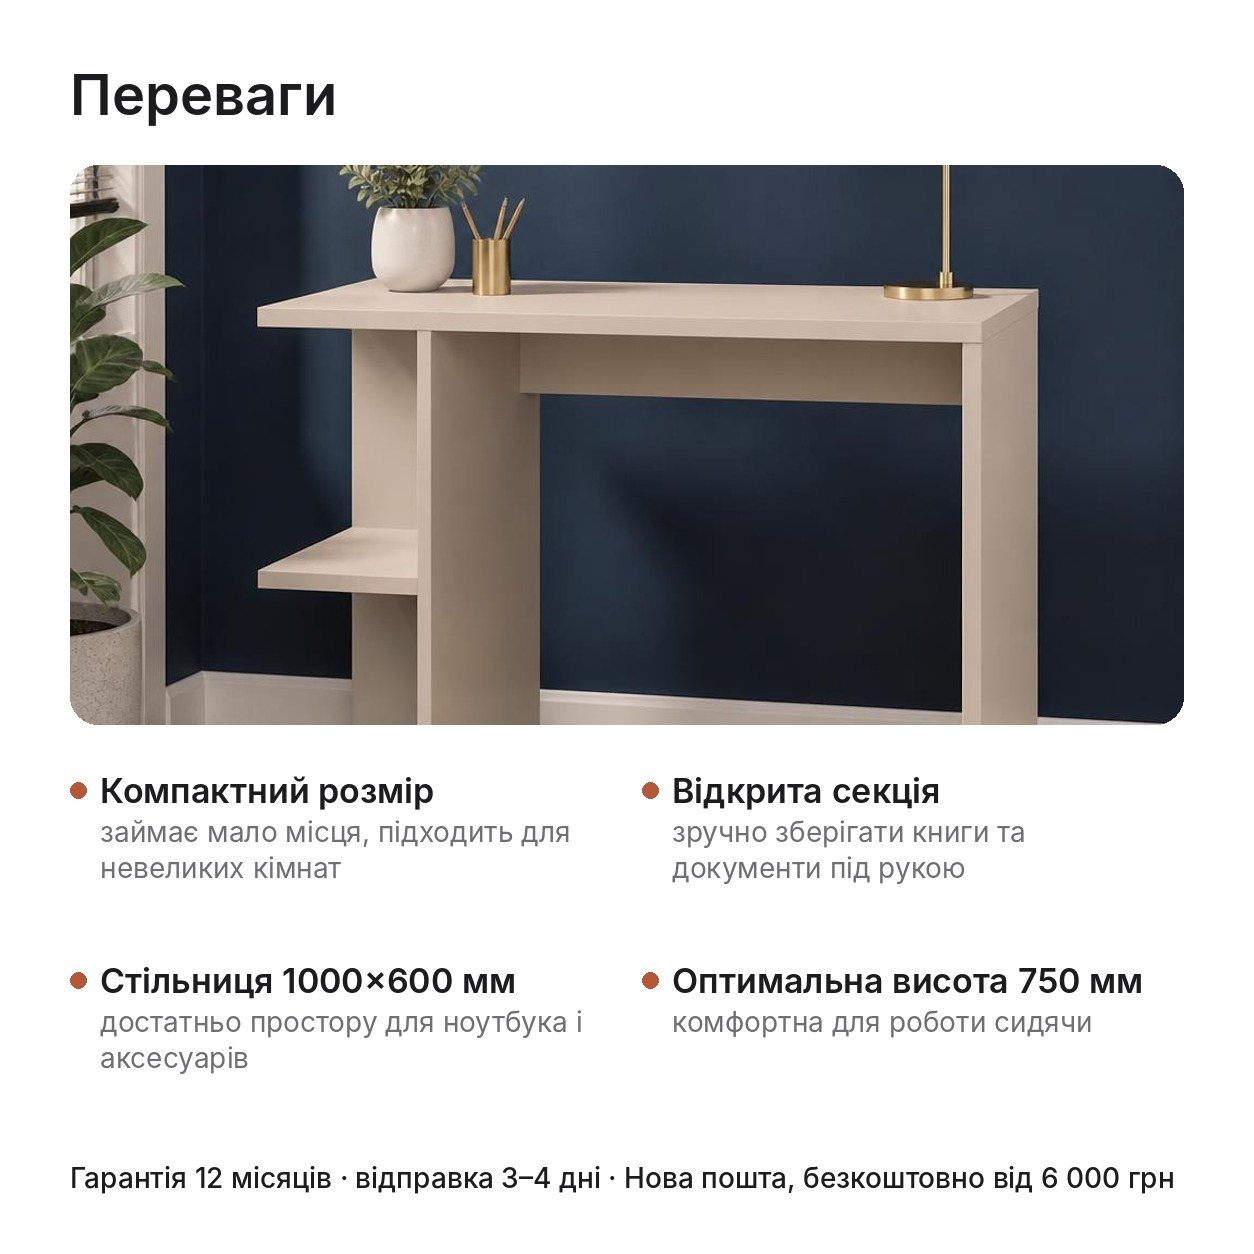 Переваги
Компактний розмір
займає мало місця, підходить для
невеликих кімнат
Відкрита секція
зручно зберігати книги та
документи під рукою
Стільниця 1000×600 мм
достатньо простору для ноутбука і
аксесуарів
Оптимальна висота 750 мм
комфортна для роботи сидячи
Гарантія 12 місяців · відправка 3–4 дні · Нова пошта, безкоштовно від 6 000 грн